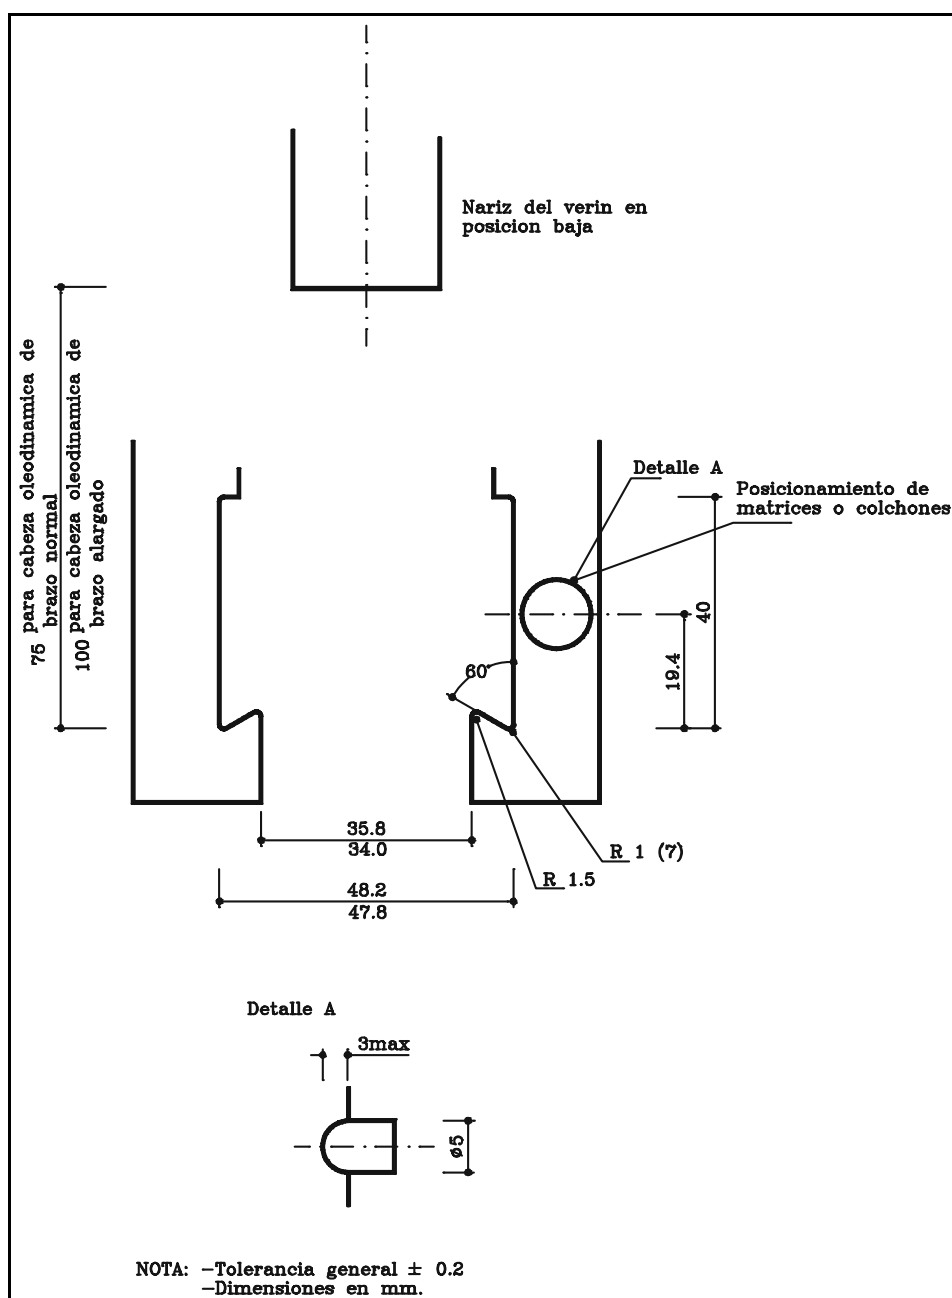 Nariz del verin en
posicion baja
75 para cabeza oleodinamica de
brazo normal
100 para cabeza oleodinamica de
brazo alargado
Detalle A
Posicionamiento de
matrices o colchones
40
19.4
60°
35.8
34.0
R 1 (7)
R 1.5
48.2
47.8
Detalle A
3max
ø5
NOTA: -Tolerancia general ± 0.2
-Dimensiones en mm.